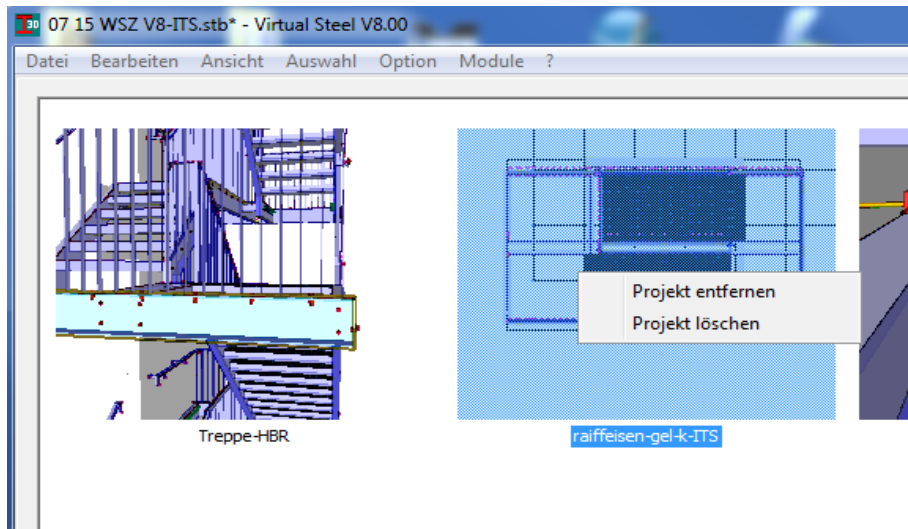 07 15 WSZ V8-ITS.stb* - Virtual Steel V8.00
Datei Bearbeiten Ansicht Auswahl Option Module ?
Projekt entfernen
Projekt löschen
Treppe-HBR raiffeisen-gel-k-ITS